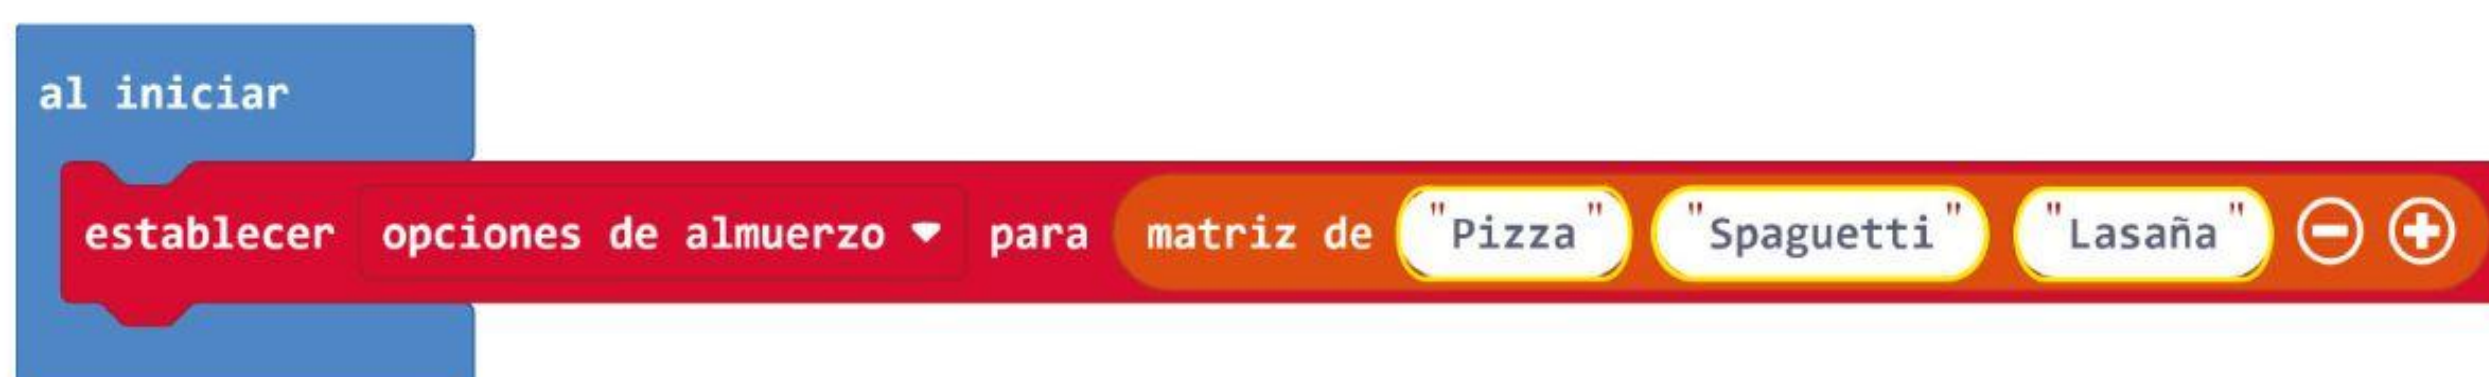 al iniciar
establecer opciones de almuerzo para matriz de "Pizza" "Spaguetti" "Lasaña"